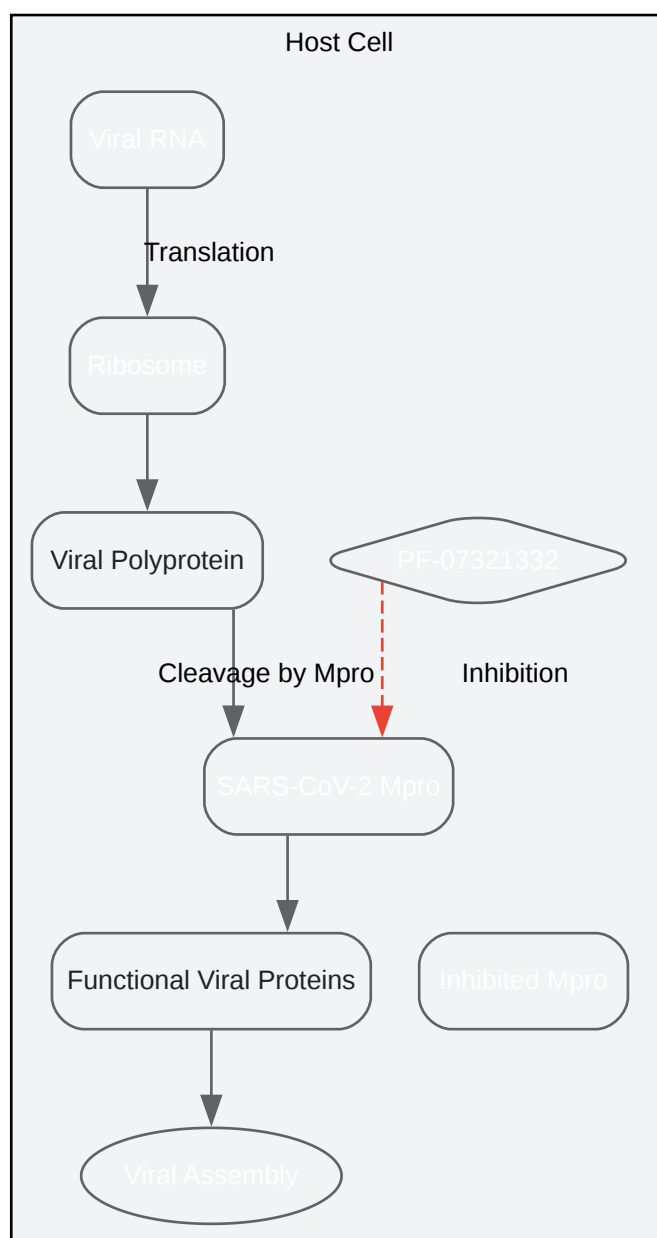 Host Cell
Viral RNA
Translation
Ribosome
Viral Polyprotein
PF-07321332
Cleavage by Mpro
Inhibition
SARS-CoV-2 Mpro
Functional Viral Proteins
Inhibited Mpro
Viral Assembly